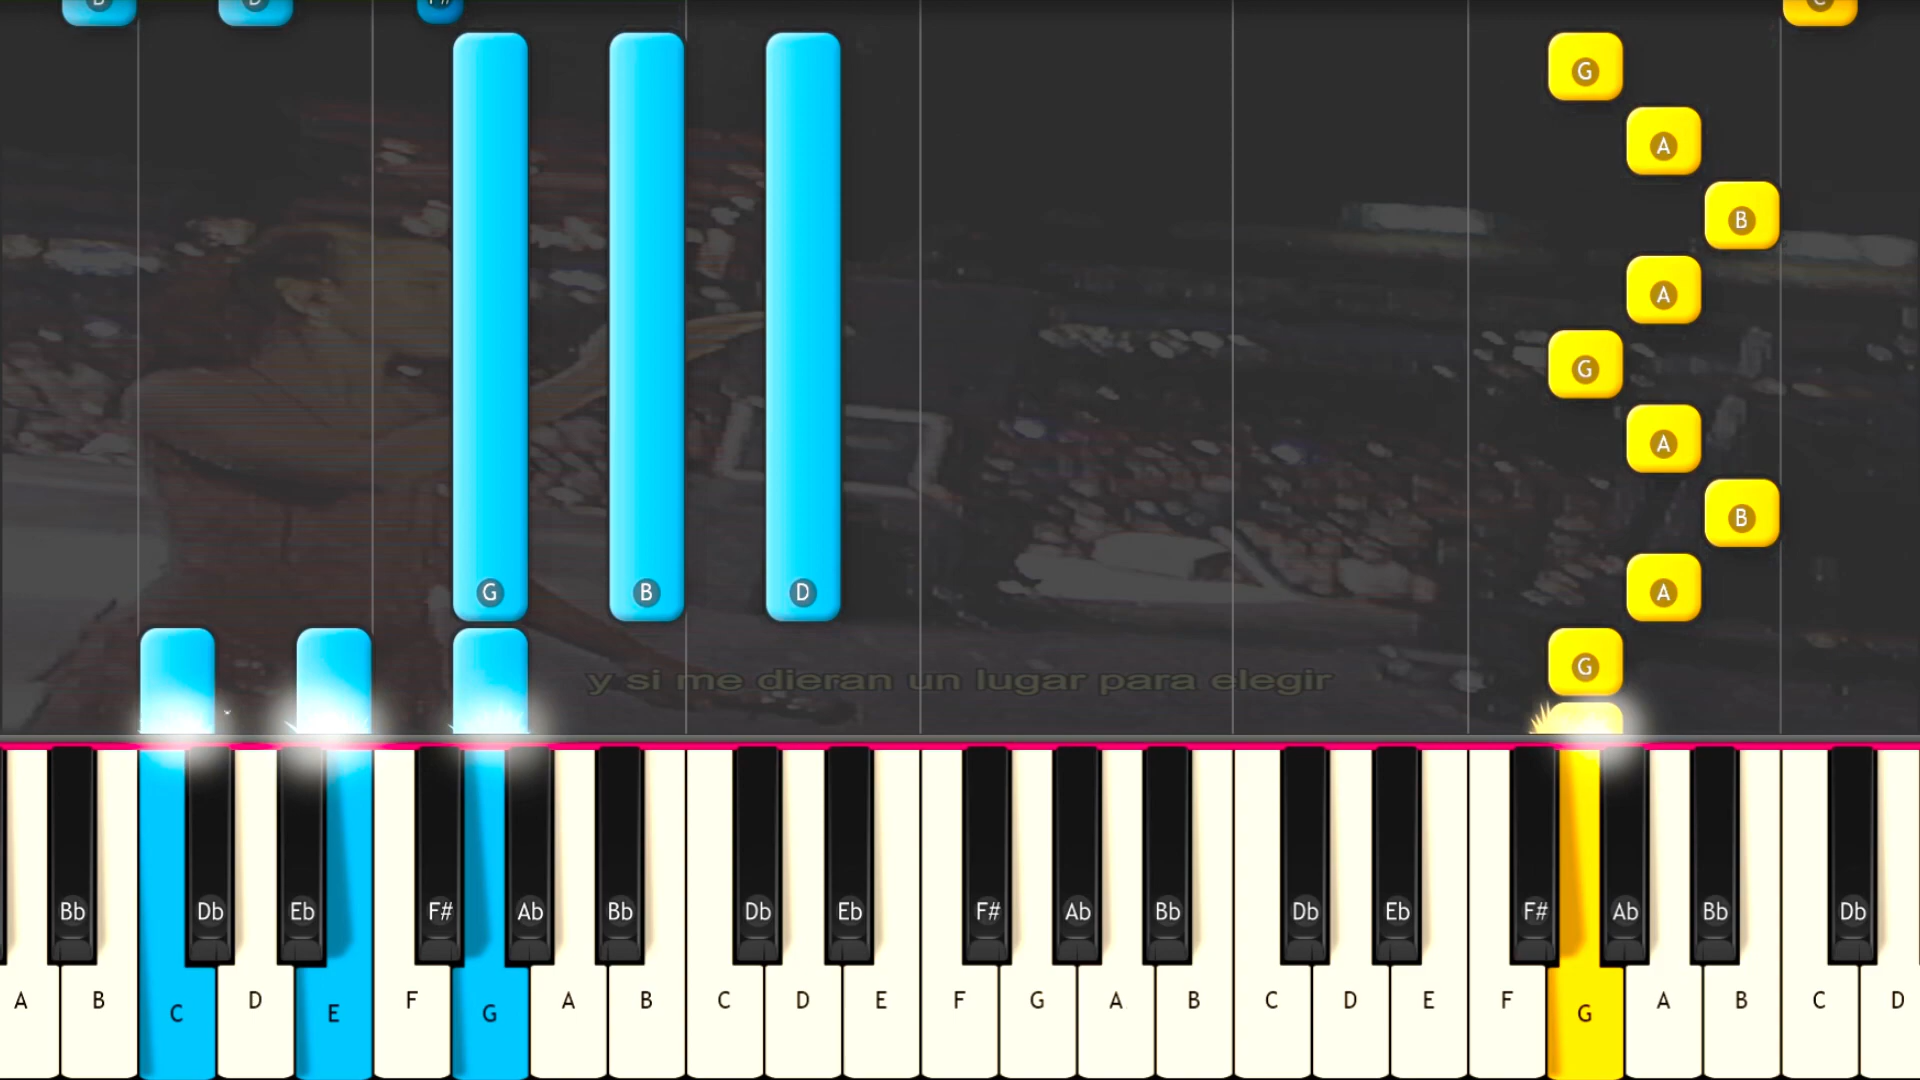 B D F# C
G
A
B
A
G
A
B
G B D A
G
y si me dieran un lugar para elegir
Bb Db Eb F# Ab Bb Db Eb F# Ab Bb Db Eb F# Ab Bb Db
A B C D E F G A B C D E F G A B C D E F G A B C D